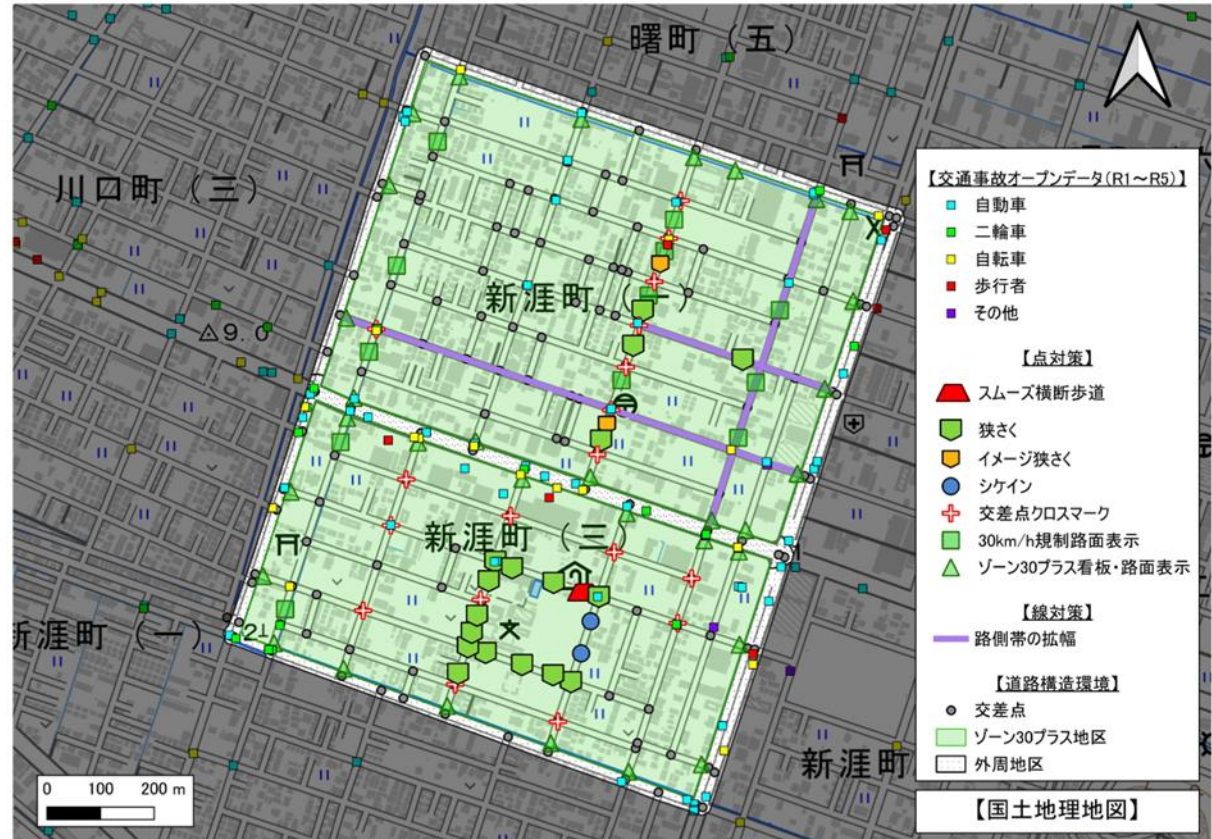 曙町（五）
川口町（三）
9.0
新涯町（一）
新涯町（三）
新涯町（一）
2
新涯町
0 100 200 m
【交通事故オープンデータ（R1～R5）】
自動車
二輪車
自転車
歩行者
その他
【点対策】
スムーズ横断歩道
狭さく
イメージ狭さく
シケイン
交差点クロスマーク
30km/h規制路面表示
ゾーン30プラス看板・路面表示
【線対策】
路側帯の拡幅
【道路構造環境】
交差点
ゾーン30プラス地区
外周地区
【国土地理地図】